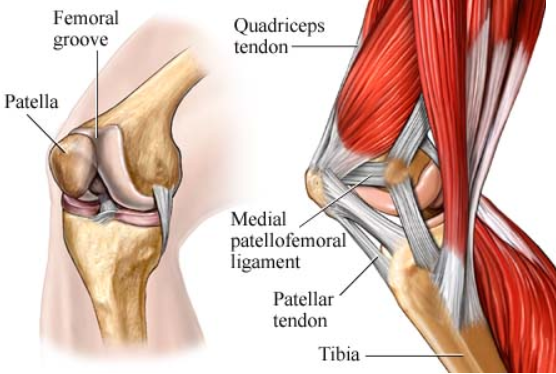 Femoral
groove
Patella
Quadriceps
tendon
Medial
patellofemoral
ligament
Patellar
tendon
Tibia